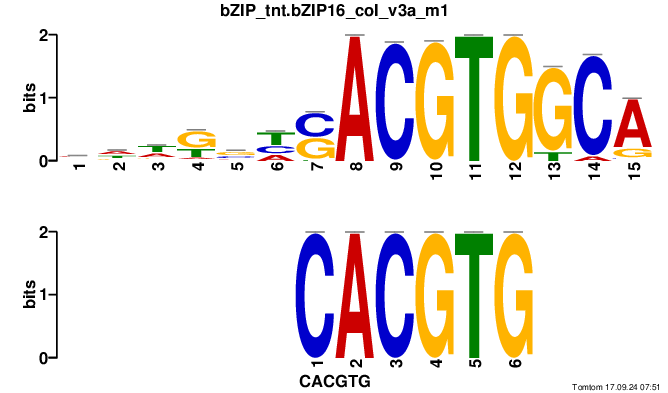 bZIP_tnt.bZIP16_col_v3a_m1
2
1
0
bits
ACGTGGCA
1 2 3 4 5 6 7 8 9 10 11 12 13 14 15
2
1
0
bits
CACGTG
1 2 3 4 5 6
CACGTG
Tomtom 17.09.24 07:51